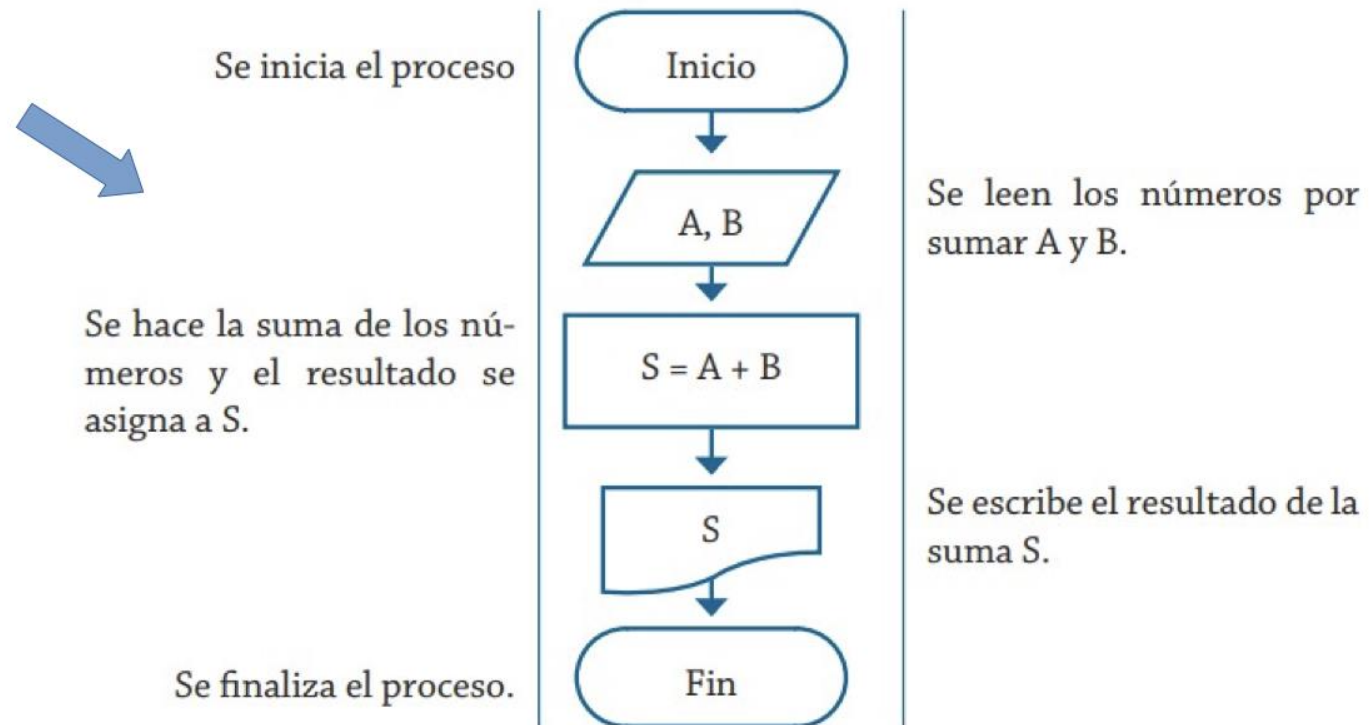 Se inicia el proceso
Inicio
A, B
Se leen los números por
sumar A y B.
Se hace la suma de los nú-
meros y el resultado se
asigna a S.
S = A + B
S
Se escribe el resultado de la
suma S.
Se finaliza el proceso.
Fin